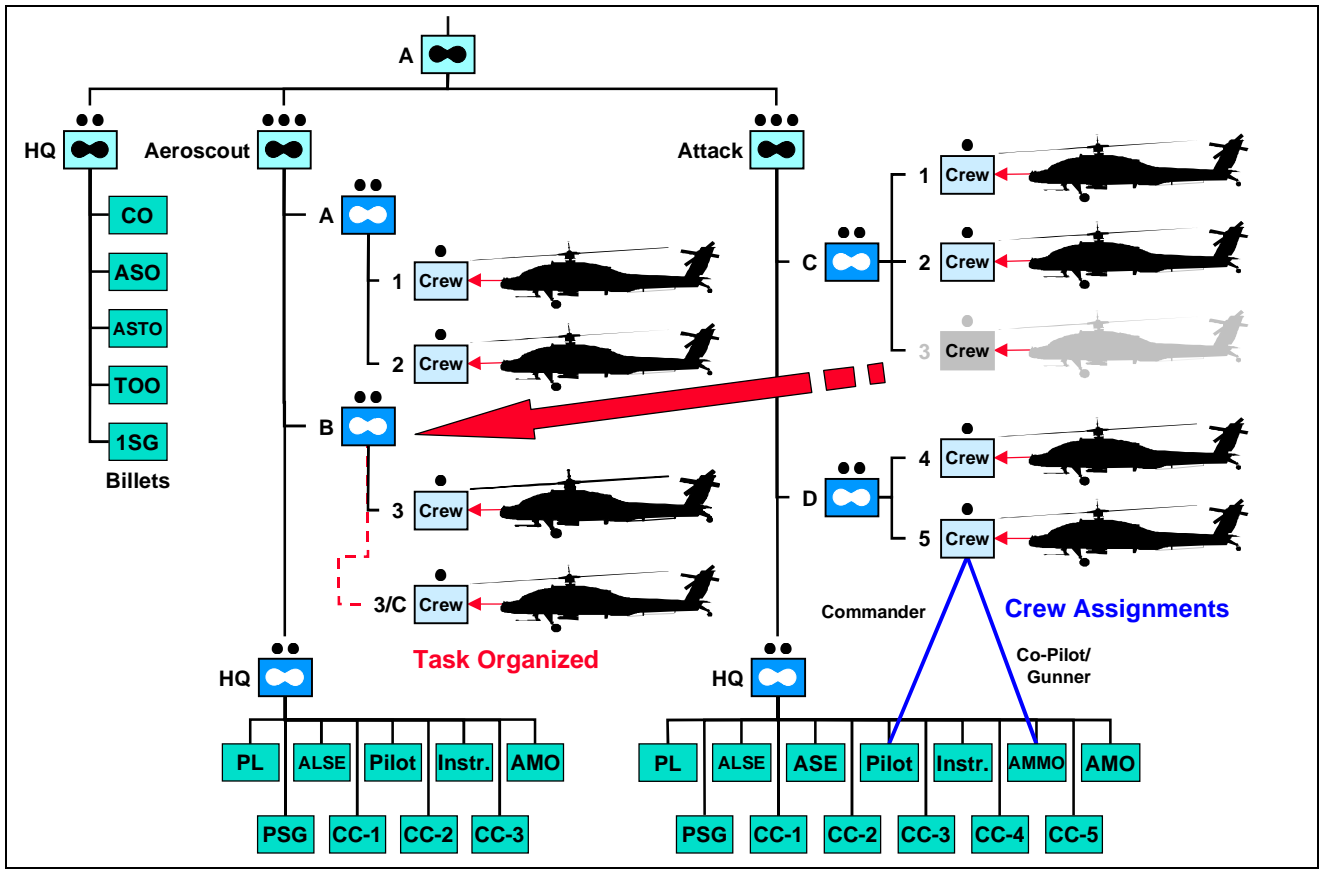 A
HQ
Aeroscout
Attack
CO
ASO
ASTO
TOO
1SG
Billets
A
1 Crew
2 Crew
B
3 Crew
3/C Crew
Task Organized
HQ
PL ALSE Pilot Instr. AMO
PSG CC-1 CC-2 CC-3
C
1 Crew
2 Crew
3 Crew
D
4 Crew
5 Crew
Commander
Crew Assignments
Co-Pilot/
Gunner
HQ
PL ALSE ASE Pilot Instr. AMMO AMO
PSG CC-1 CC-2 CC-3 CC-4 CC-5